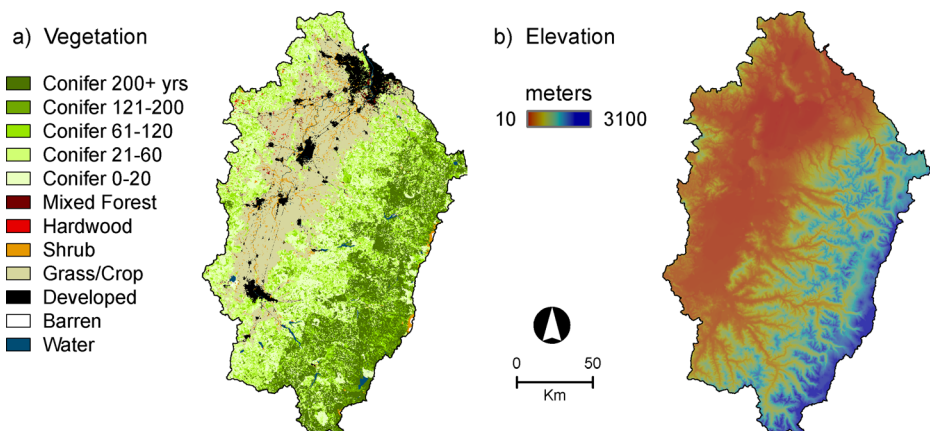 a) Vegetation
Conifer 200+ yrs
Conifer 121-200
Conifer 61-120
Conifer 21-60
Conifer 0-20
Mixed Forest
Hardwood
Shrub
Grass/Crop
Developed
Barren
Water
b) Elevation
meters
10 3100
0 50
Km